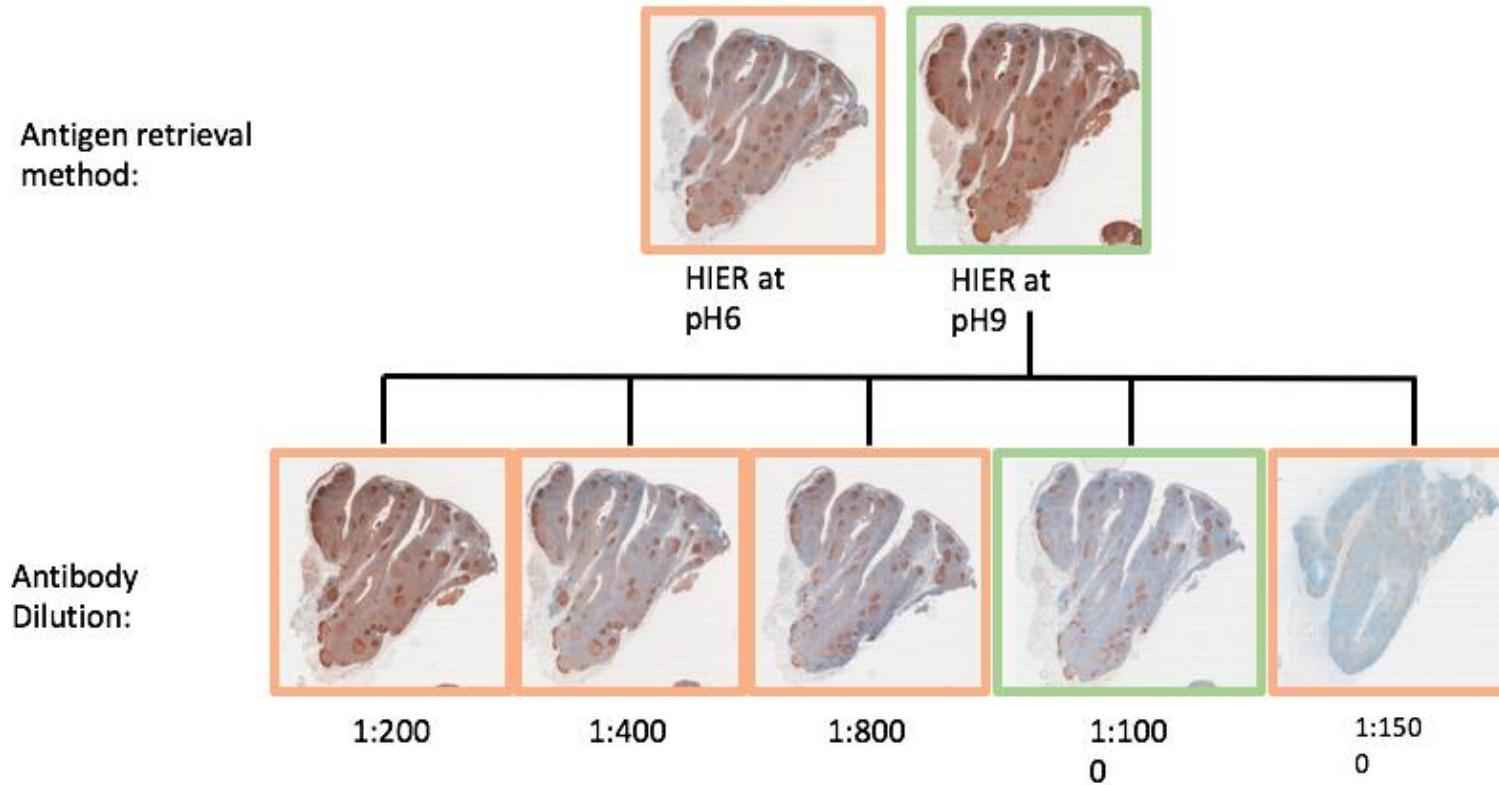 Antigen retrieval
method:
HIER at
pH6
HIER at
pH9
Antibody
Dilution:
1:200
1:400
1:800
1:100
0
1:150
0